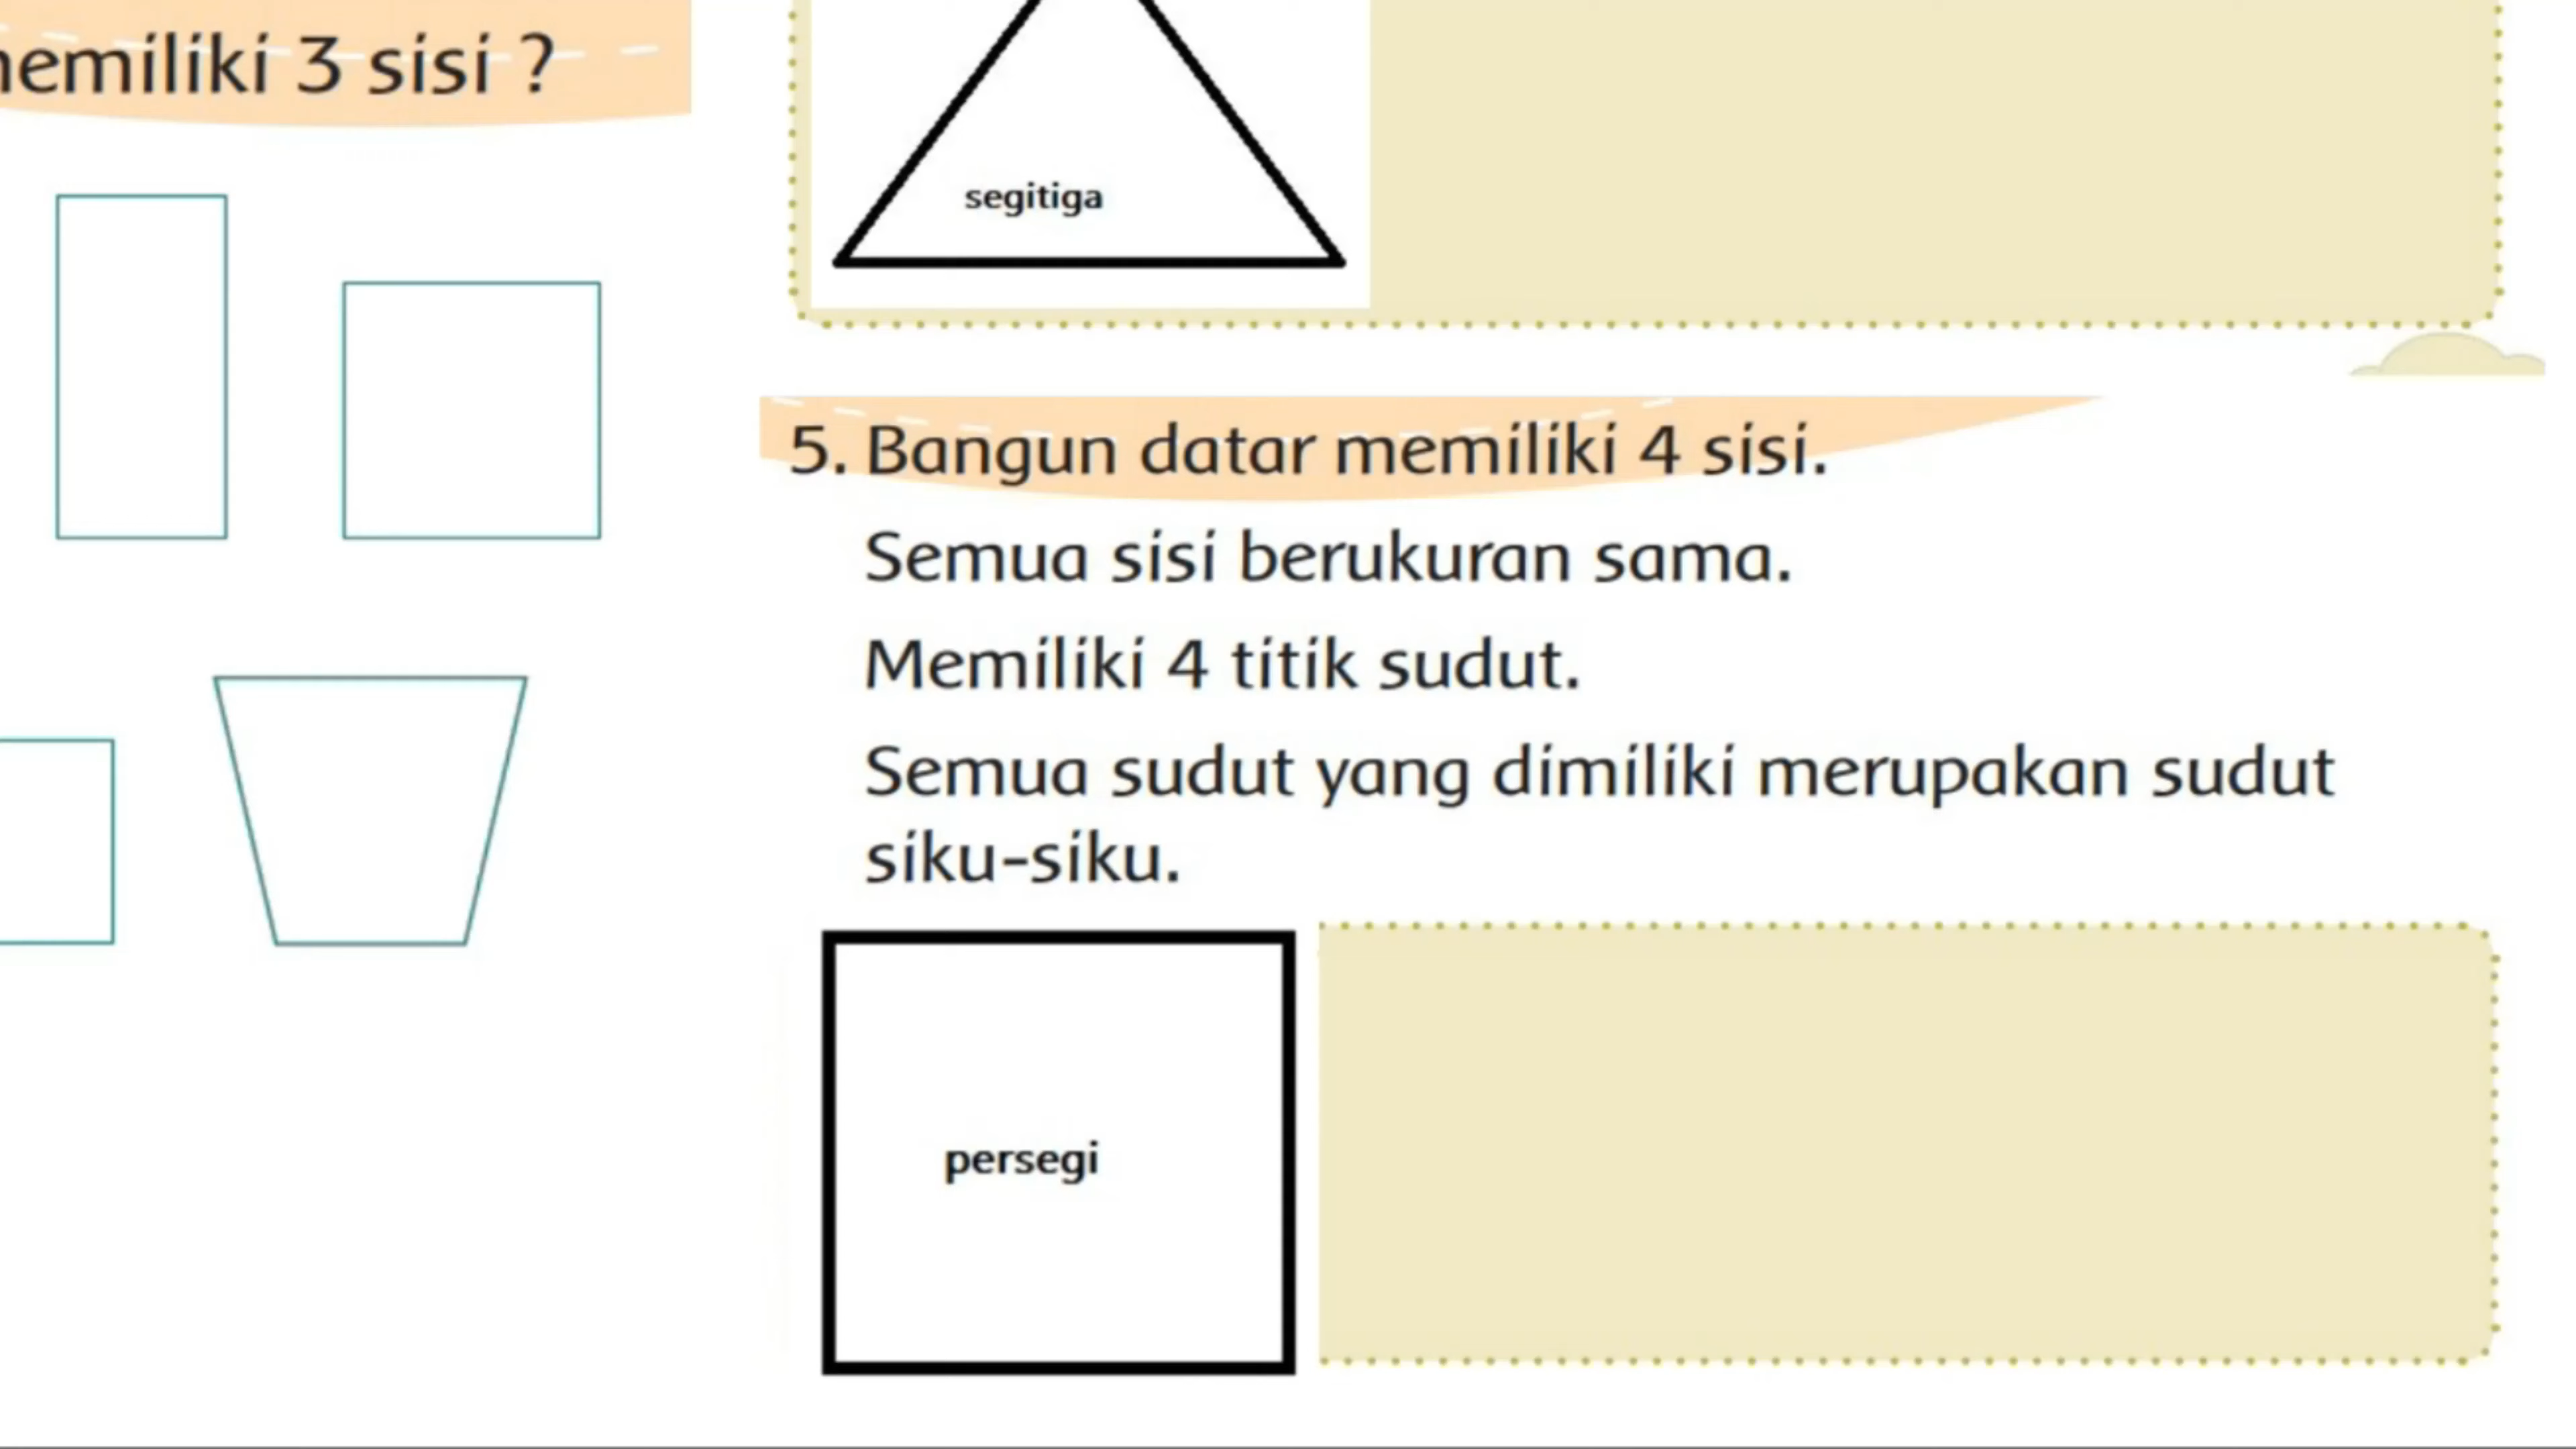 memiliki 3 sisi ?
segitiga
5. Bangun datar memiliki 4 sisi.
Semua sisi berukuran sama.
Memiliki 4 titik sudut.
Semua sudut yang dimiliki merupakan sudut
siku-siku.
persegi